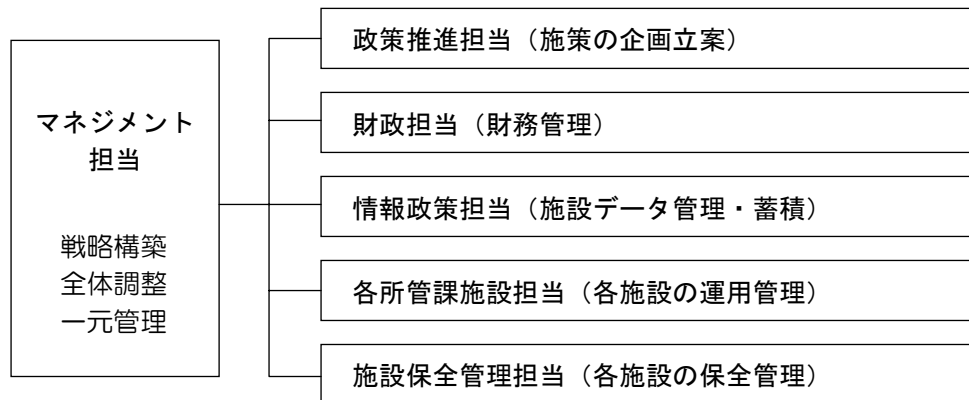 マネジメント
担当
戦略構築
全体調整
一元管理
政策推進担当（施策の企画立案）
財政担当（財務管理）
情報政策担当（施設データ管理・蓄積）
各所管課施設担当（各施設の運用管理）
施設保全管理担当（各施設の保全管理）